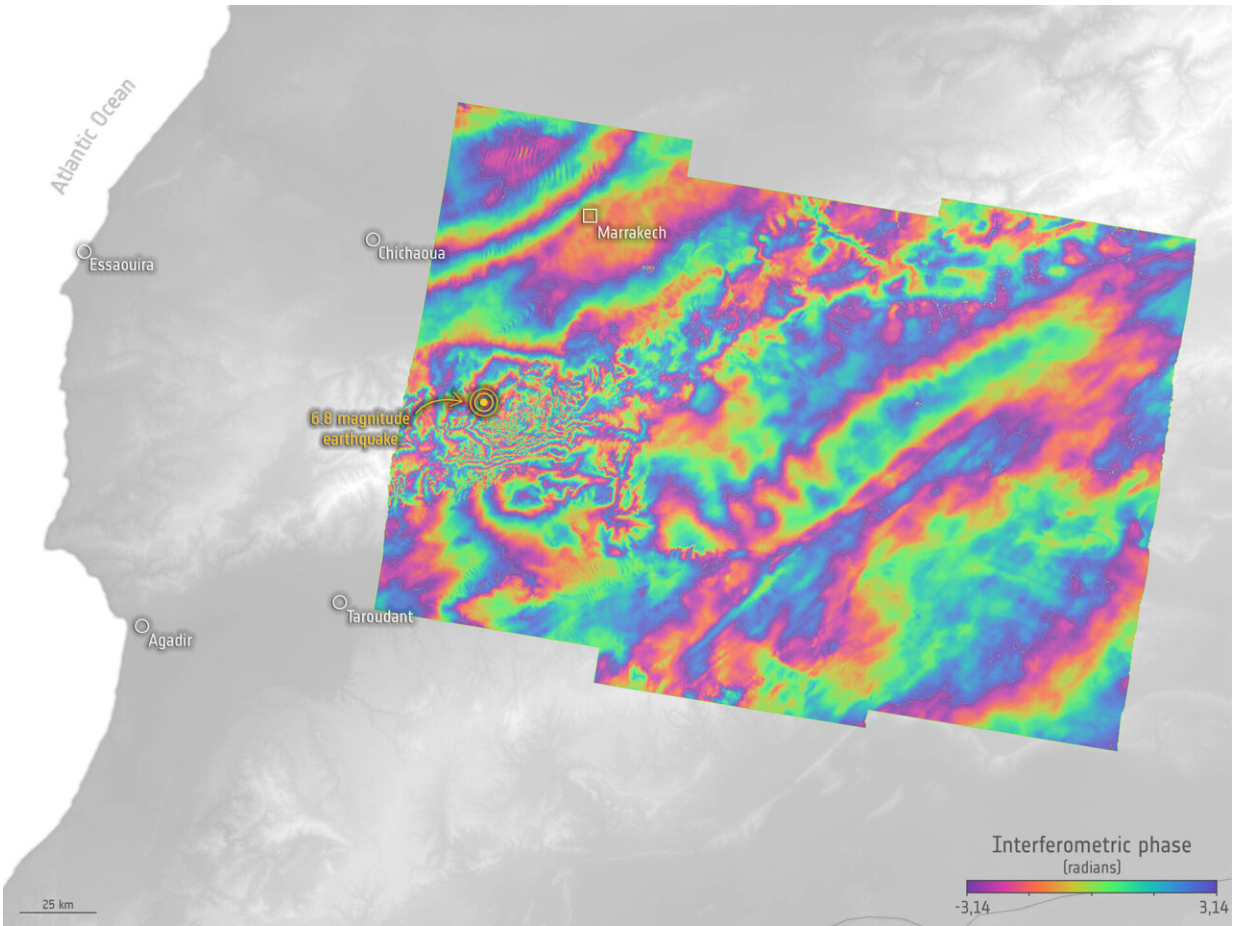 Atlantic Ocean
Marrakech
Chichaoua
Essaouira
6.8 magnitude
earthquake
Taroudant
Agadir
Interferometric phase
(radians)
-3,14
3,14
25 km